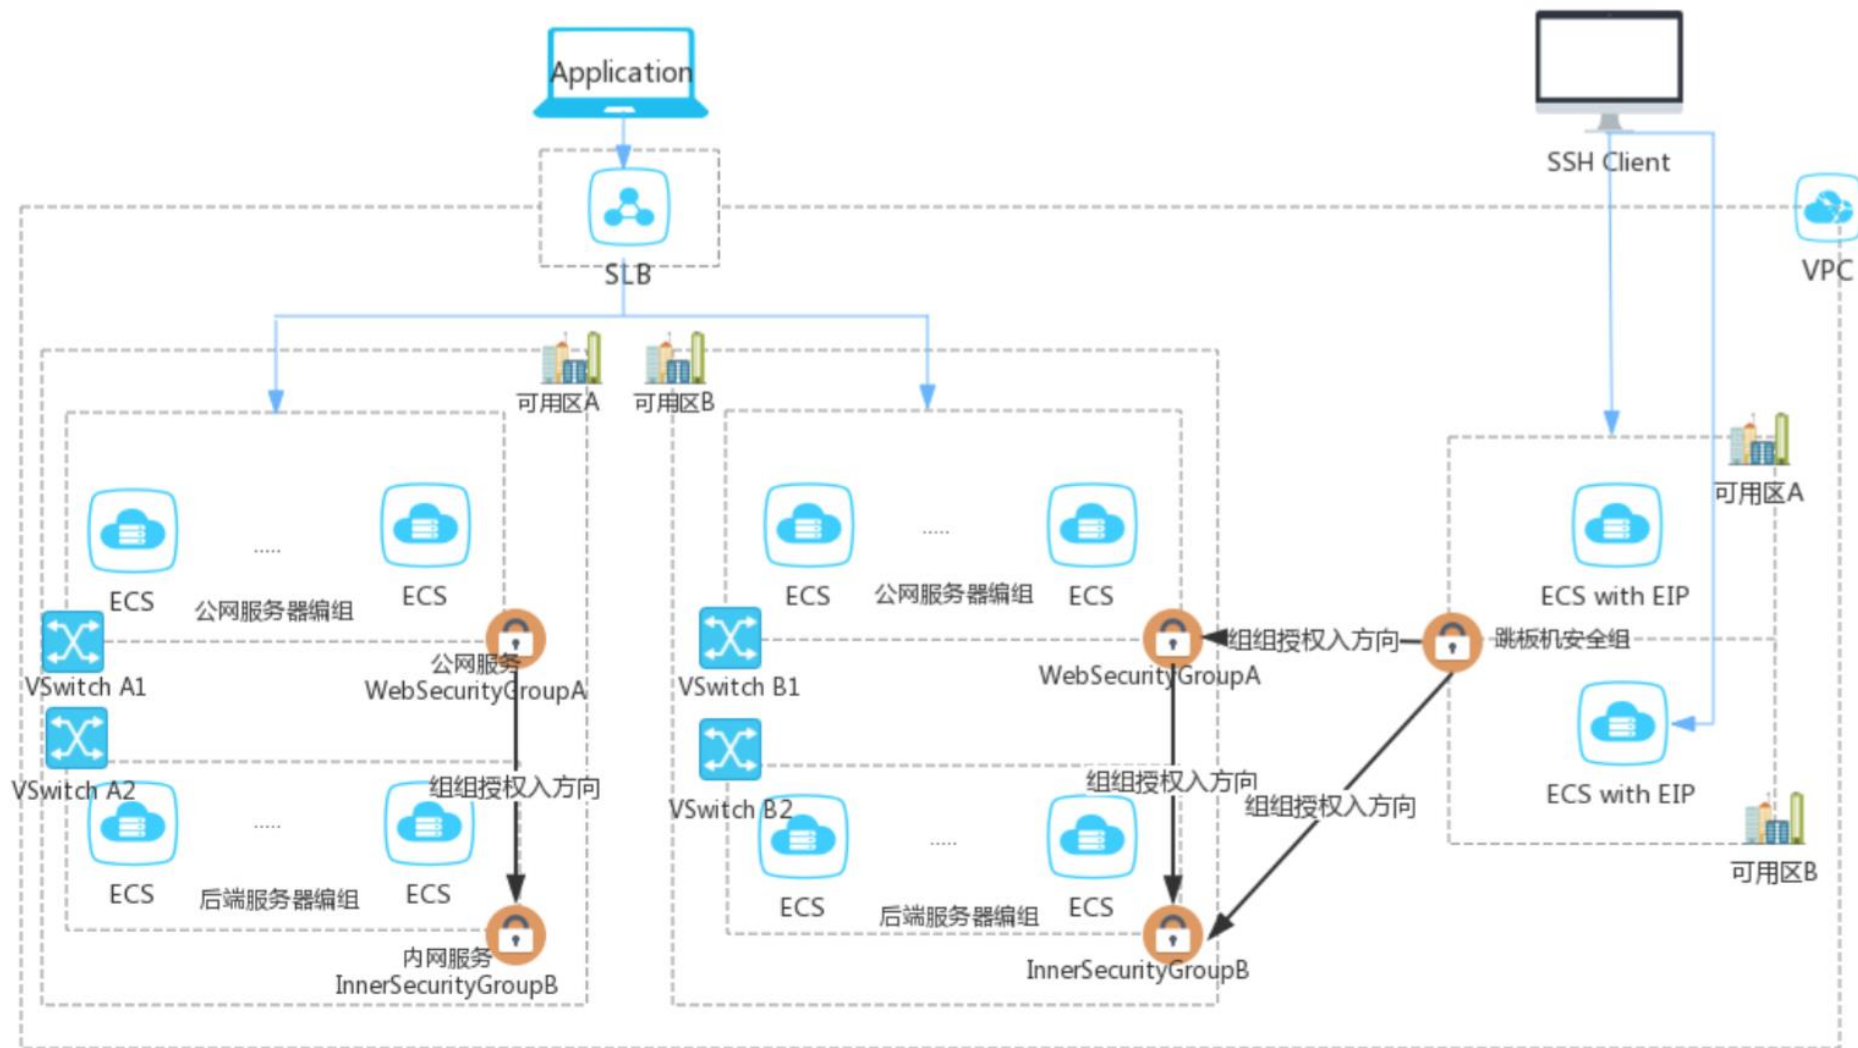 Application
SSH Client
SLB
VPC
可用区A
可用区B
可用区A
ECS
.....
ECS
公网服务器编组
ECS
.....
ECS
公网服务器编组
ECS with EIP
VSwitch A1
公网服务
WebSecurityGroupA
VSwitch B1
WebSecurityGroupA
组组授权入方向
跳板机安全组
VSwitch A2
组组授权入方向
VSwitch B2
组组授权入方向
组组授权入方向
ECS with EIP
可用区B
.....
ECS
后端服务器编组
ECS
.....
ECS
后端服务器编组
ECS
内网服务
InnerSecurityGroupB
InnerSecurityGroupB